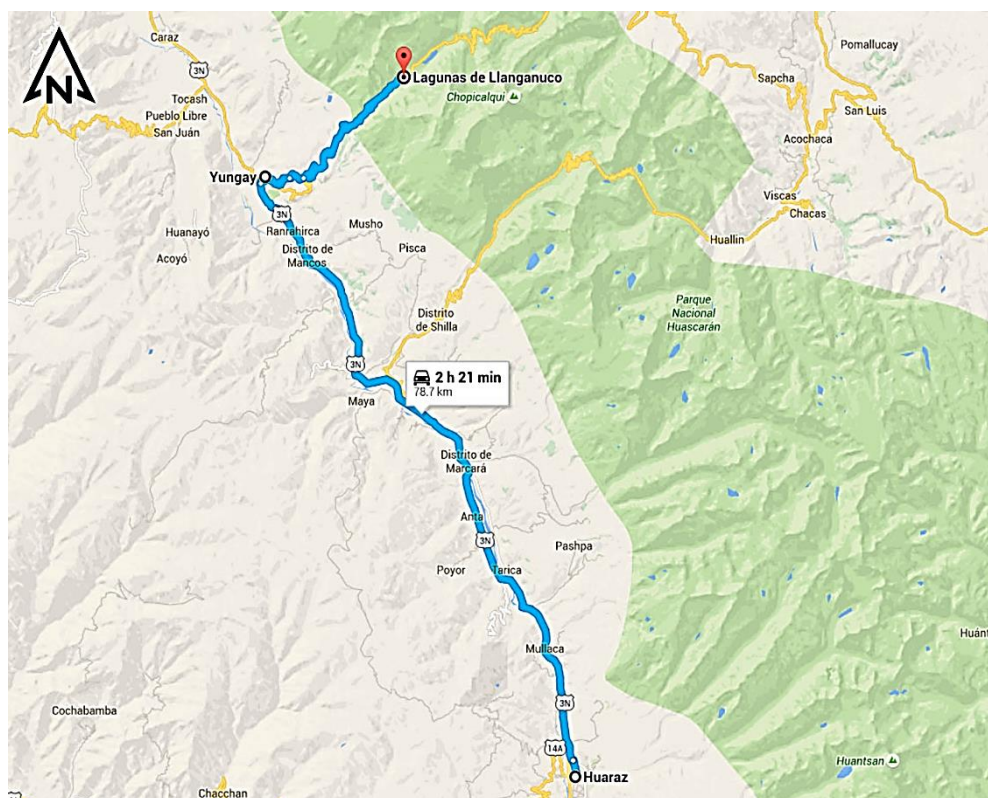 Caraz
Pomallucay
3N
N
Lagunas de Llanganuco
Sapcha
Tocash
Chopicalqui
Pueblo Libre
San Luis
San Juán
Acochaca
Yungay
Viscas
Chacas
3N
Ranrahirca
Musho
Huanayó
Huallin
Distrito de
Mancos
Pisca
Acoyó
Parque
Nacional
Huascarán
Distrito
de Shilla
3N
2 h 21 min
78.7 km
Maya
Distrito de
Marcará
Anta
3N
Pashpa
Poyor
Tarica
Huánt
Mullaca
3N
Cochabamba
14A
Huantsan
Huaraz
Chacchan